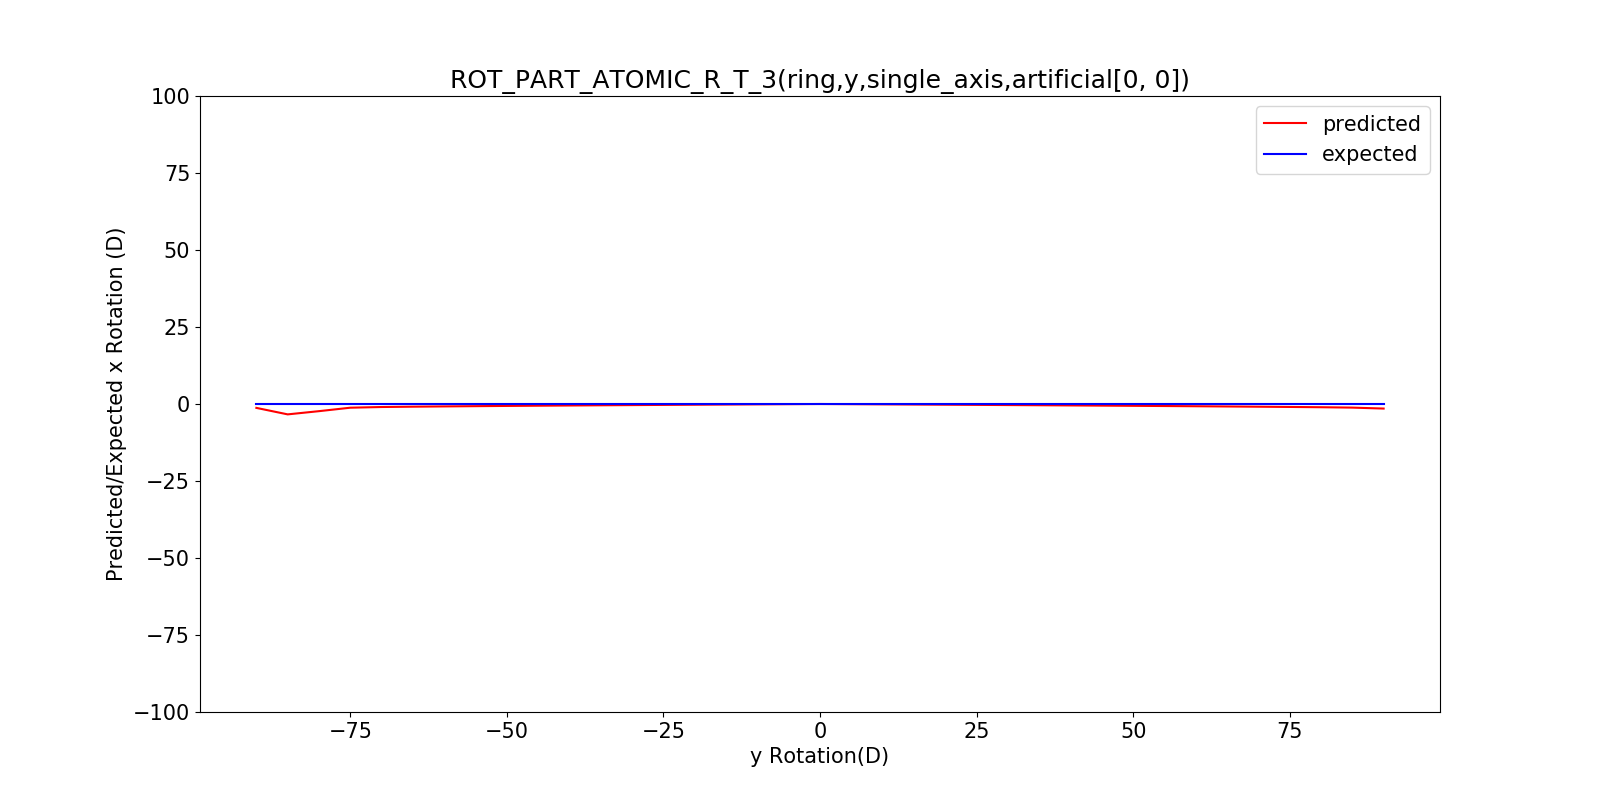 ROT_PART_ATOMIC_R_T_3(ring,y,single_axis,artificial[0, 0])
100
75
50
25
0
−25
−50
−75
−100
Predicted/Expected x Rotation (D)
predicted
expected
−75 −50 −25 0 25 50 75
y Rotation(D)